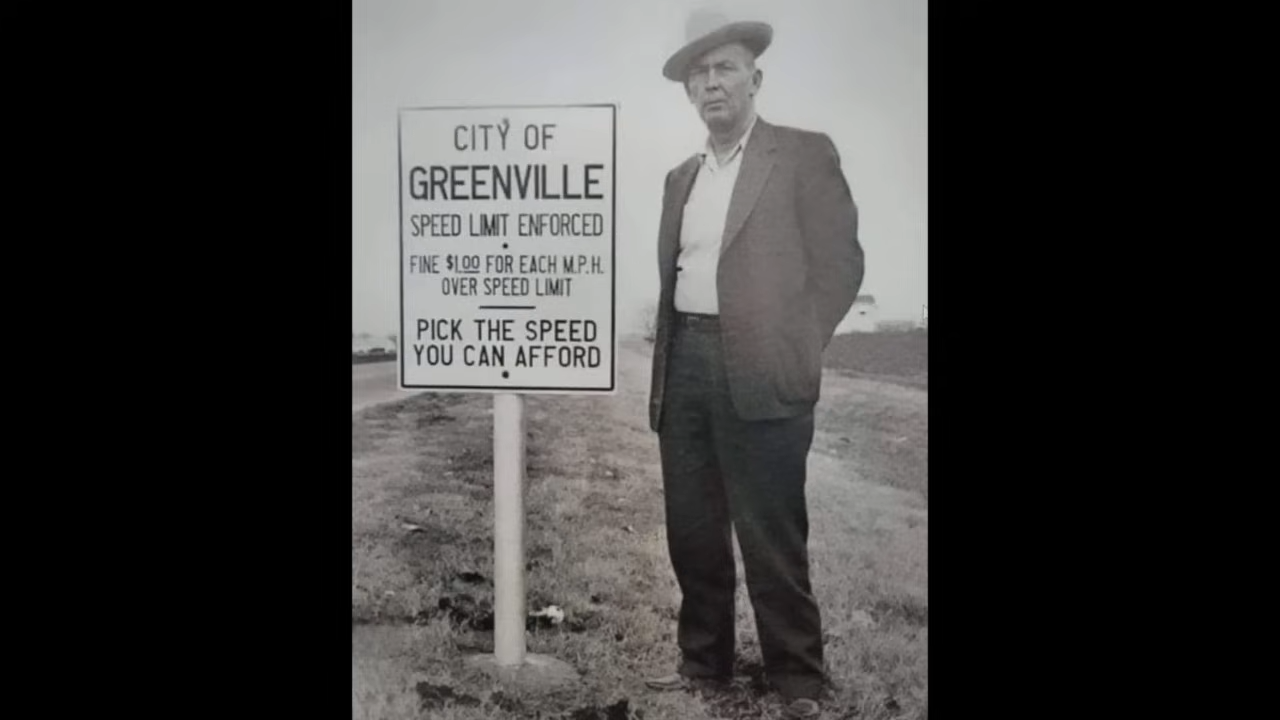 CITY OF
GREENVILLE
SPEED LIMIT ENFORCED
FINE $1.00 FOR EACH M.P.H.
OVER SPEED LIMIT
PICK THE SPEED
YOU CAN AFFORD